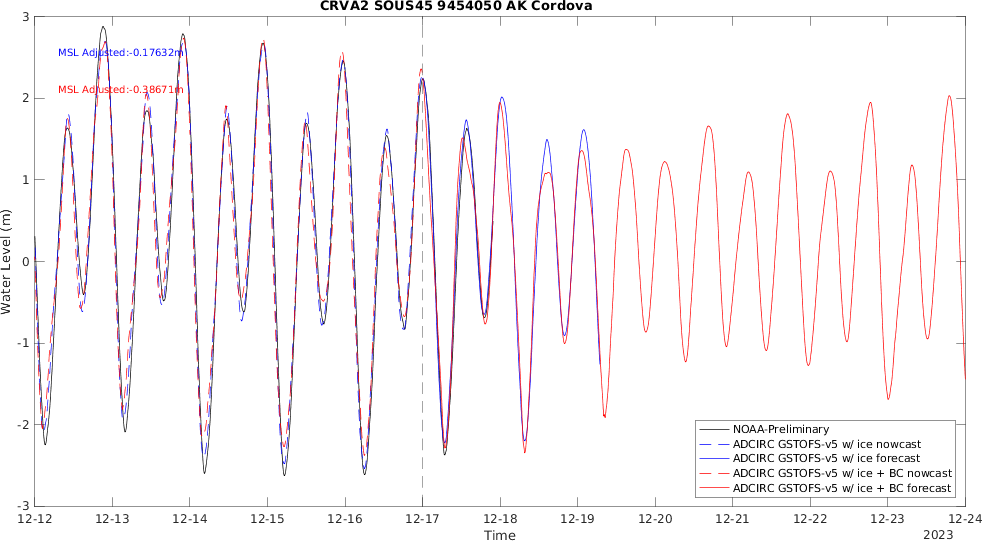 CRVA2 SOUS45 9454050 AK Cordova
3
MSL Adjusted:-0.17632m
MSL Adjusted:-0.38671m
2
1
0
-1
-2
-3
Water Level (m)
NOAA-Preliminary
ADCIRC GSTOFS-v5 w/ ice nowcast
ADCIRC GSTOFS-v5 w/ ice forecast
ADCIRC GSTOFS-v5 w/ ice + BC nowcast
ADCIRC GSTOFS-v5 w/ ice + BC forecast
12-12 12-13 12-14 12-15 12-16 12-17 12-18 12-19 12-20 12-21 12-22 12-23 12-24
Time
2023